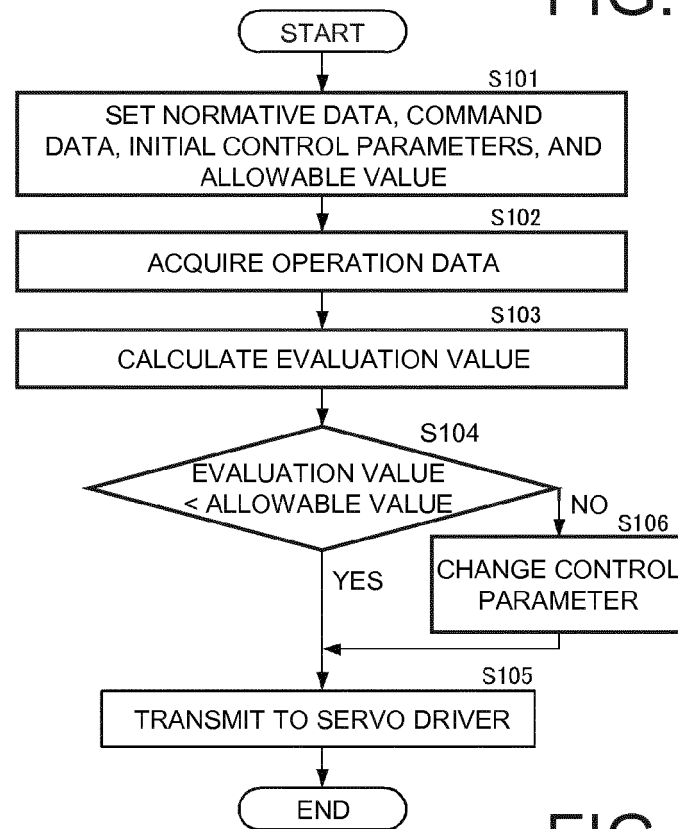 FIG.
START
S101
SET NORMATIVE DATA, COMMAND
DATA, INITIAL CONTROL PARAMETERS, AND
ALLOWABLE VALUE
S102
ACQUIRE OPERATION DATA
S103
CALCULATE EVALUATION VALUE
S104
EVALUATION VALUE
< ALLOWABLE VALUE
NO
S106
YES
CHANGE CONTROL
PARAMETER
S105
TRANSMIT TO SERVO DRIVER
END
FIG